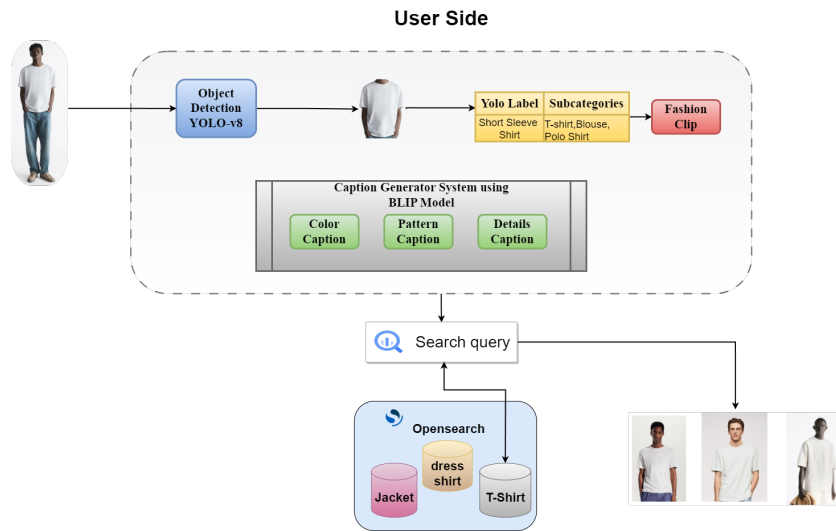 User Side
Object
Detection
YOLO-v8
Yolo Label
Subcategories
Short Sleeve
Shirt
T-shirt,Blouse,
Polo Shirt
Fashion
Clip
Caption Generator System using
BLIP Model
Color
Caption
Pattern
Caption
Details
Caption
Search query
Opensearch
Jacket
dress
shirt
T-Shirt